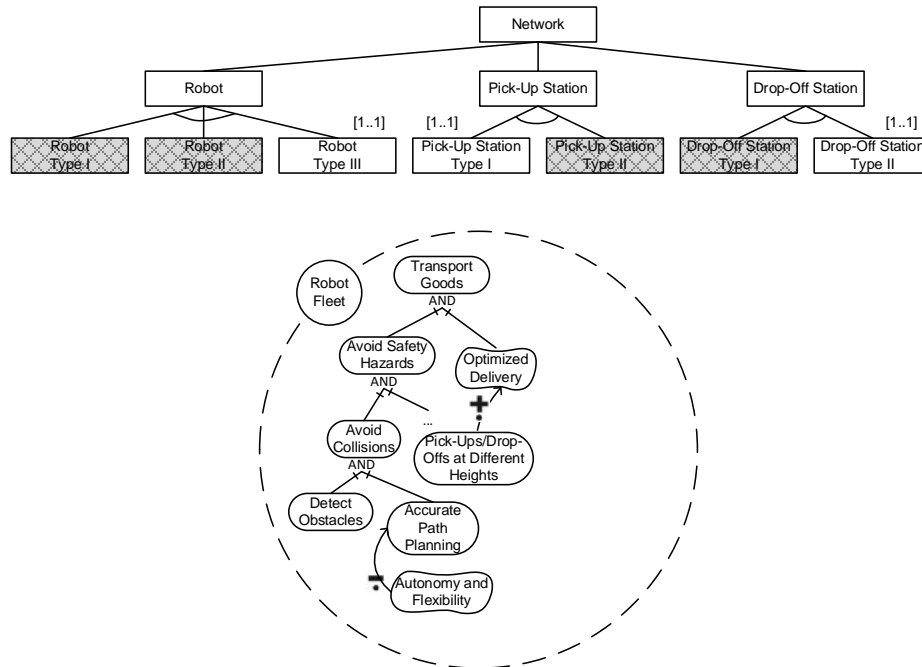 Network
Robot
Pick-Up Station
Drop-Off Station
[1..1]
[1..1]
[1..1]
Robot
Type I
Robot
Type II
Robot
Type III
Pick-Up Station
Type I
Pick-Up Station
Type II
Drop-Off Station
Type I
Drop-Off Station
Type II
Robot
Fleet
Transport
Goods
AND
Avoid Safety
Hazards
Optimized
Delivery
AND
...
Avoid
Collisions
Pick-Ups/Drop-
Offs at Different
Heights
AND
Detect
Obstacles
Accurate
Path
Planning
Autonomy and
Flexibility